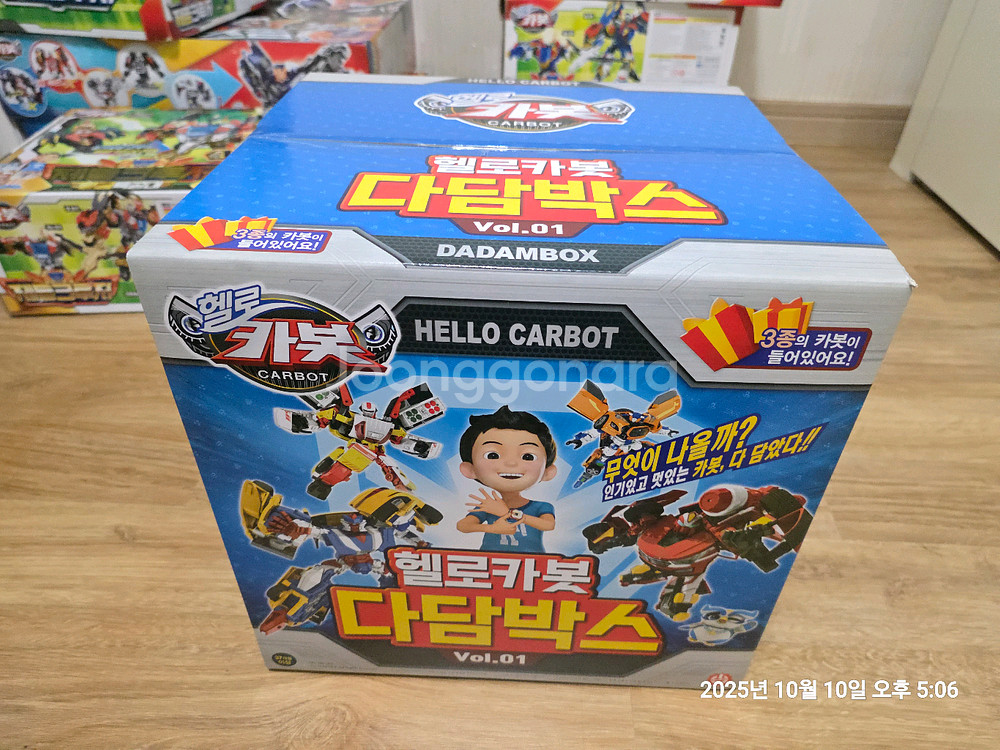 카봇
HELLO CARBOT
헬로
카봇
CARBOT
헬로카봇
다담박스
Vol.01
3종의 카봇이
들어있어요!
DADAMBOX
헬로
카봇
CARBOT
HELLO CARBOT
3종의 카봇이
들어있어요!
Joonggonara
무엇이 나올까?
인기있고 멋있는 카봇, 다 담았다!!
헬로카봇
다담박스
Vol.01
2025년 10월 10일 오후 5:06